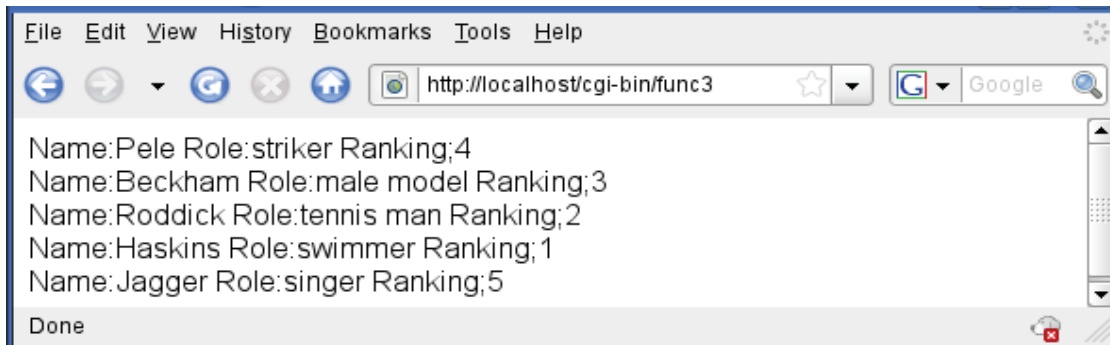 File Edit View History Bookmarks Tools Help
http://localhost/cgi-bin/func3 G Google
Name:Pele Role:striker Ranking;4
Name:Beckham Role:male model Ranking;3
Name:Roddick Role:tennis man Ranking;2
Name:Haskins Role:swimmer Ranking;1
Name:Jagger Role:singer Ranking;5
Done